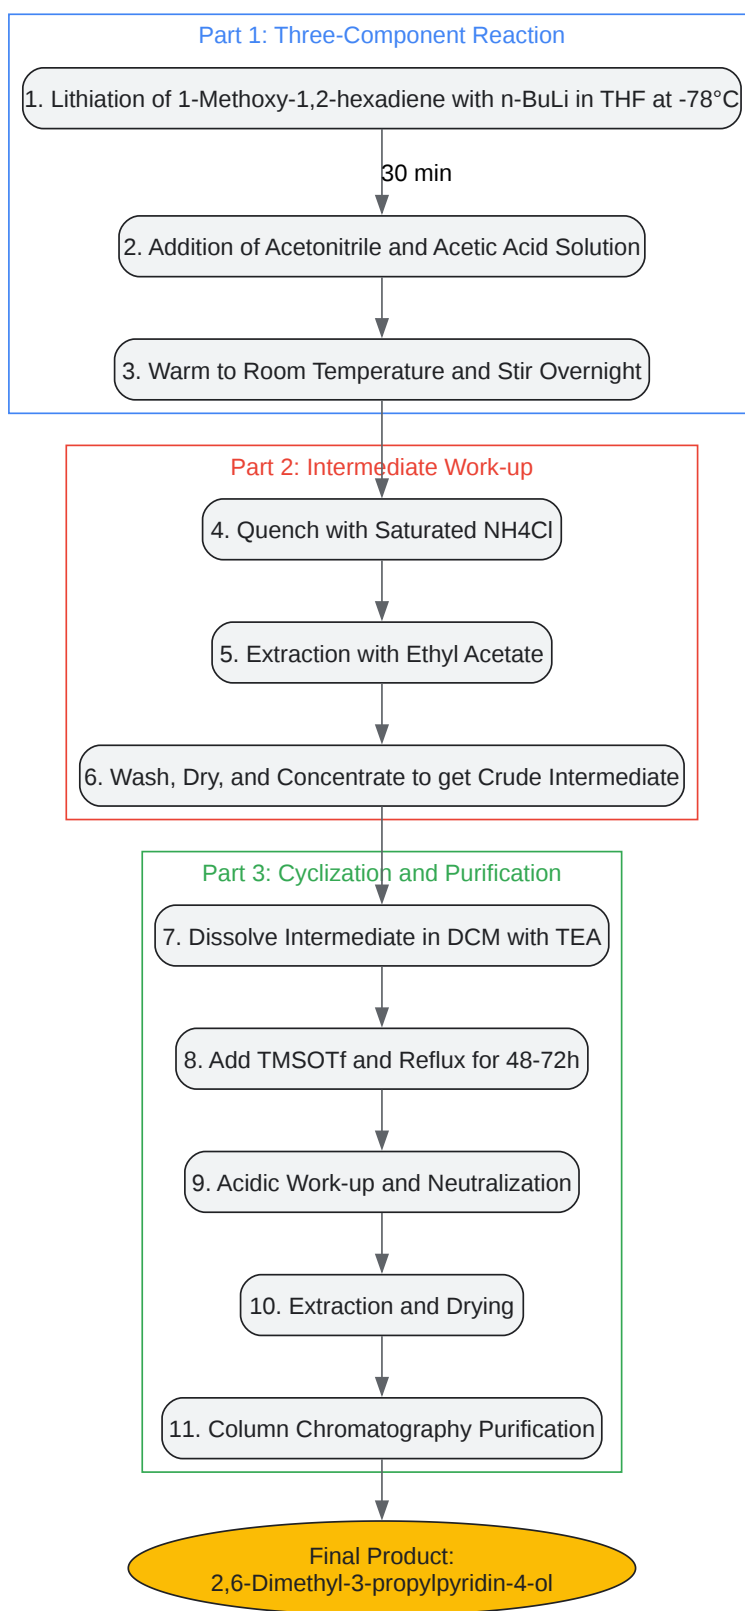 Part 1: Three-Component Reaction
1. Lithiation of 1-Methoxy-1,2-hexadiene with n-BuLi in THF at -78°C
30 min
2. Addition of Acetonitrile and Acetic Acid Solution
3. Warm to Room Temperature and Stir Overnight
Part 2: Intermediate Work-up
4. Quench with Saturated NH4Cl
5. Extraction with Ethyl Acetate
6. Wash, Dry, and Concentrate to get Crude Intermediate
Part 3: Cyclization and Purification
7. Dissolve Intermediate in DCM with TEA
8. Add TMSOTf and Reflux for 48-72h
9. Acidic Work-up and Neutralization
10. Extraction and Drying
11. Column Chromatography Purification
Final Product:
2,6-Dimethyl-3-propylpyridin-4-ol